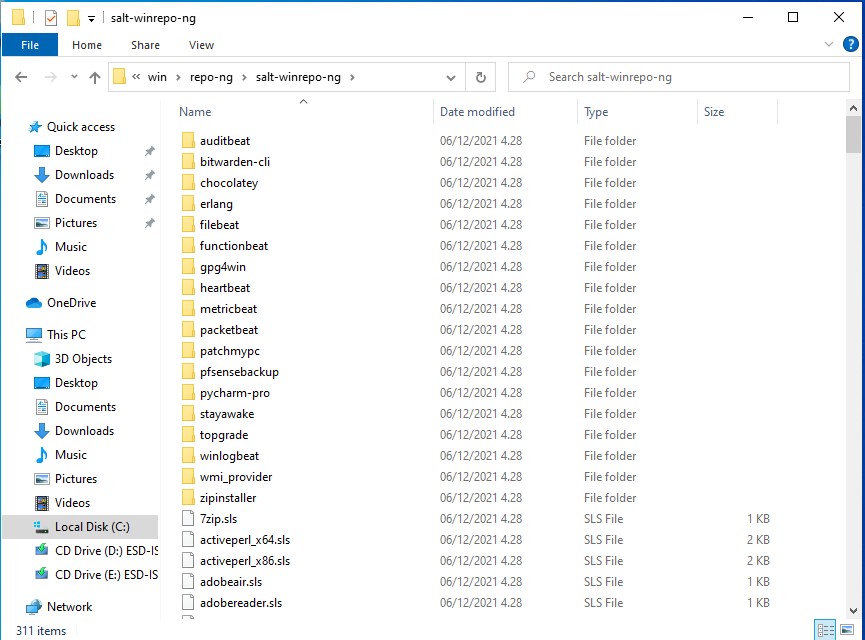 salt-winrepo-ng
File Home Share View
« win > repo-ng > salt-winrepo-ng > Search salt-winrepo-ng
Name Date modified Type Size
Quick access
Desktop
Downloads
Documents
Pictures
Music
Videos
OneDrive
This PC
3D Objects
Desktop
Documents
Downloads
Music
Pictures
Videos
Local Disk (C:)
CD Drive (D:) ESD-IS
CD Drive (E:) ESD-IS
Network
auditbeat 06/12/2021 4.28 File folder
bitwarden-cli 06/12/2021 4.28 File folder
chocolatey 06/12/2021 4.28 File folder
erlang 06/12/2021 4.28 File folder
filebeat 06/12/2021 4.28 File folder
functionbeat 06/12/2021 4.28 File folder
gpg4win 06/12/2021 4.28 File folder
heartbeat 06/12/2021 4.28 File folder
metricbeat 06/12/2021 4.28 File folder
packetbeat 06/12/2021 4.28 File folder
patchmypc 06/12/2021 4.28 File folder
pfsensebackup 06/12/2021 4.28 File folder
pycharm-pro 06/12/2021 4.28 File folder
stayawake 06/12/2021 4.28 File folder
topgrade 06/12/2021 4.28 File folder
winlogbeat 06/12/2021 4.28 File folder
wmi_provider 06/12/2021 4.28 File folder
zipinstaller 06/12/2021 4.28 File folder
7zip.sls 06/12/2021 4.28 SLS File 1 KB
activeperl_x64.sls 06/12/2021 4.28 SLS File 2 KB
activeperl_x86.sls 06/12/2021 4.28 SLS File 2 KB
adobeair.sls 06/12/2021 4.28 SLS File 1 KB
adobereader.sls 06/12/2021 4.28 SLS File 1 KB
311 items